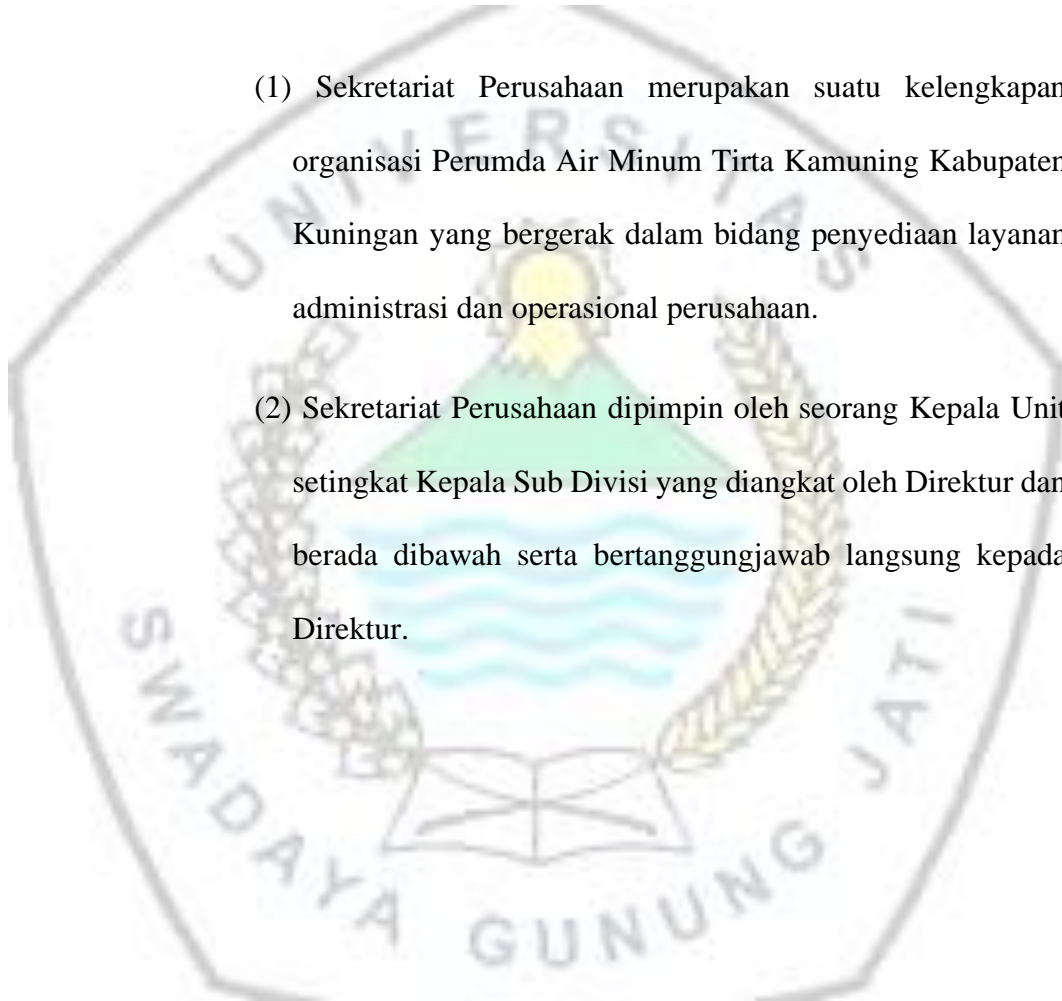 (1) Sekretariat Perusahaan merupakan suatu kelengkapan
organisasi Perumda Air Minum Tirta Kamuning Kabupaten
Kuningan yang bergerak dalam bidang penyediaan layanan
administrasi dan operasional perusahaan.
(2) Sekretariat Perusahaan dipimpin oleh seorang Kepala Unit
setingkat Kepala Sub Divisi yang diangkat oleh Direktur dan
berada dibawah serta bertanggungjawab langsung kepada
Direktur.
UNIVERSITAS
SWADAYA GUNUNG JATI